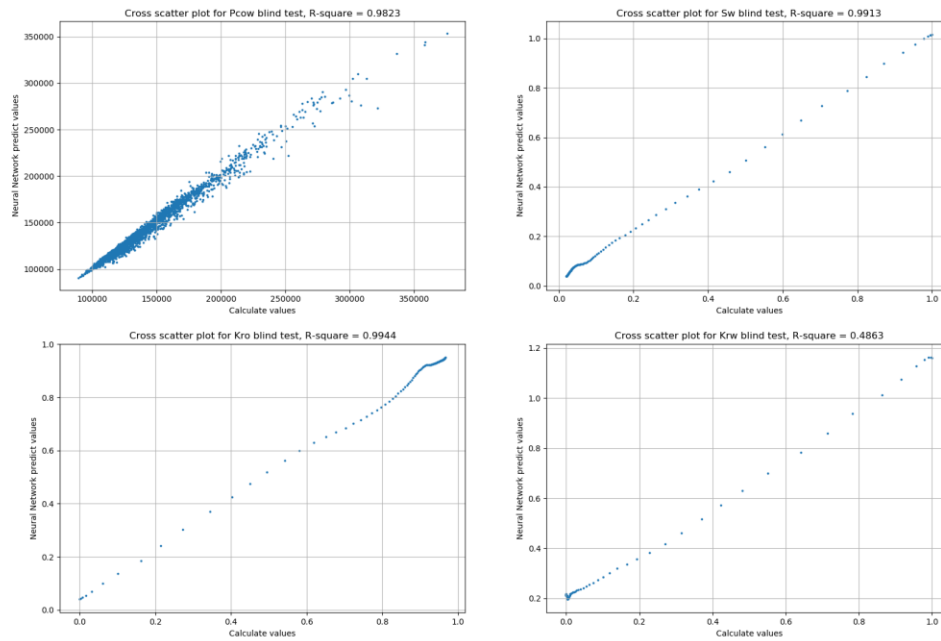 Cross scatter plot for Pcow blind test, R-square = 0.9823
350000
300000
250000
200000
150000
100000
Neural Network predict values
100000 150000 200000 250000 300000 350000
Calculate values
Cross scatter plot for Sw blind test, R-square = 0.9913
1.0
0.8
0.6
0.4
0.2
0.0
Neural Network predict values
0.0 0.2 0.4 0.6 0.8 1.0
Calculate values
Cross scatter plot for Kro blind test, R-square = 0.9944
1.0
0.8
0.6
0.4
0.2
0.0
Neural Network predict values
0.0 0.2 0.4 0.6 0.8 1.0
Calculate values
Cross scatter plot for Krw blind test, R-square = 0.4863
1.2
1.0
0.8
0.6
0.4
0.2
Neural Network predict values
0.0 0.2 0.4 0.6 0.8 1.0
Calculate values